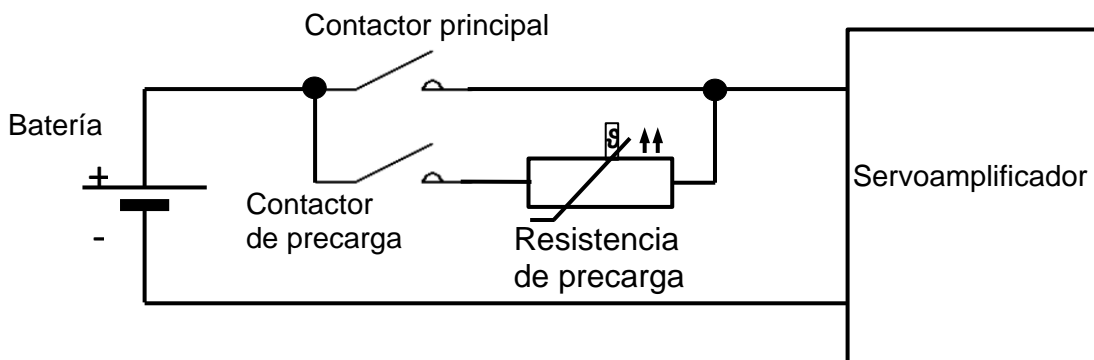 Contactor principal
Batería
+
-
Contactor
de precarga
ϑ
Resistencia
de precarga
Servoamplificador